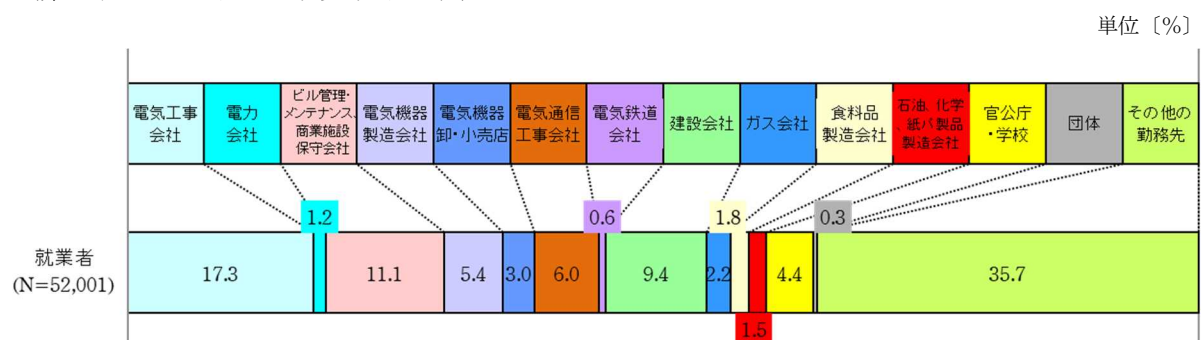 単位〔%〕
電気工事
会社
電力
会社
ビル管理・
メンテナンス、
商業施設
保守会社
電気機器
製造会社
電気機器
卸・小売店
電気通信
工事会社
電気鉄道
会社
建設会社
ガス会社
食料品
製造会社
石油、化学
、紙パ製品
製造会社
官公庁
・学校
団体
その他の
勤務先
1.2
0.6
1.8
0.3
就業者
(N=52,001)
17.3
11.1
5.4
3.0
6.0
9.4
2.2
4.4
35.7
1.5